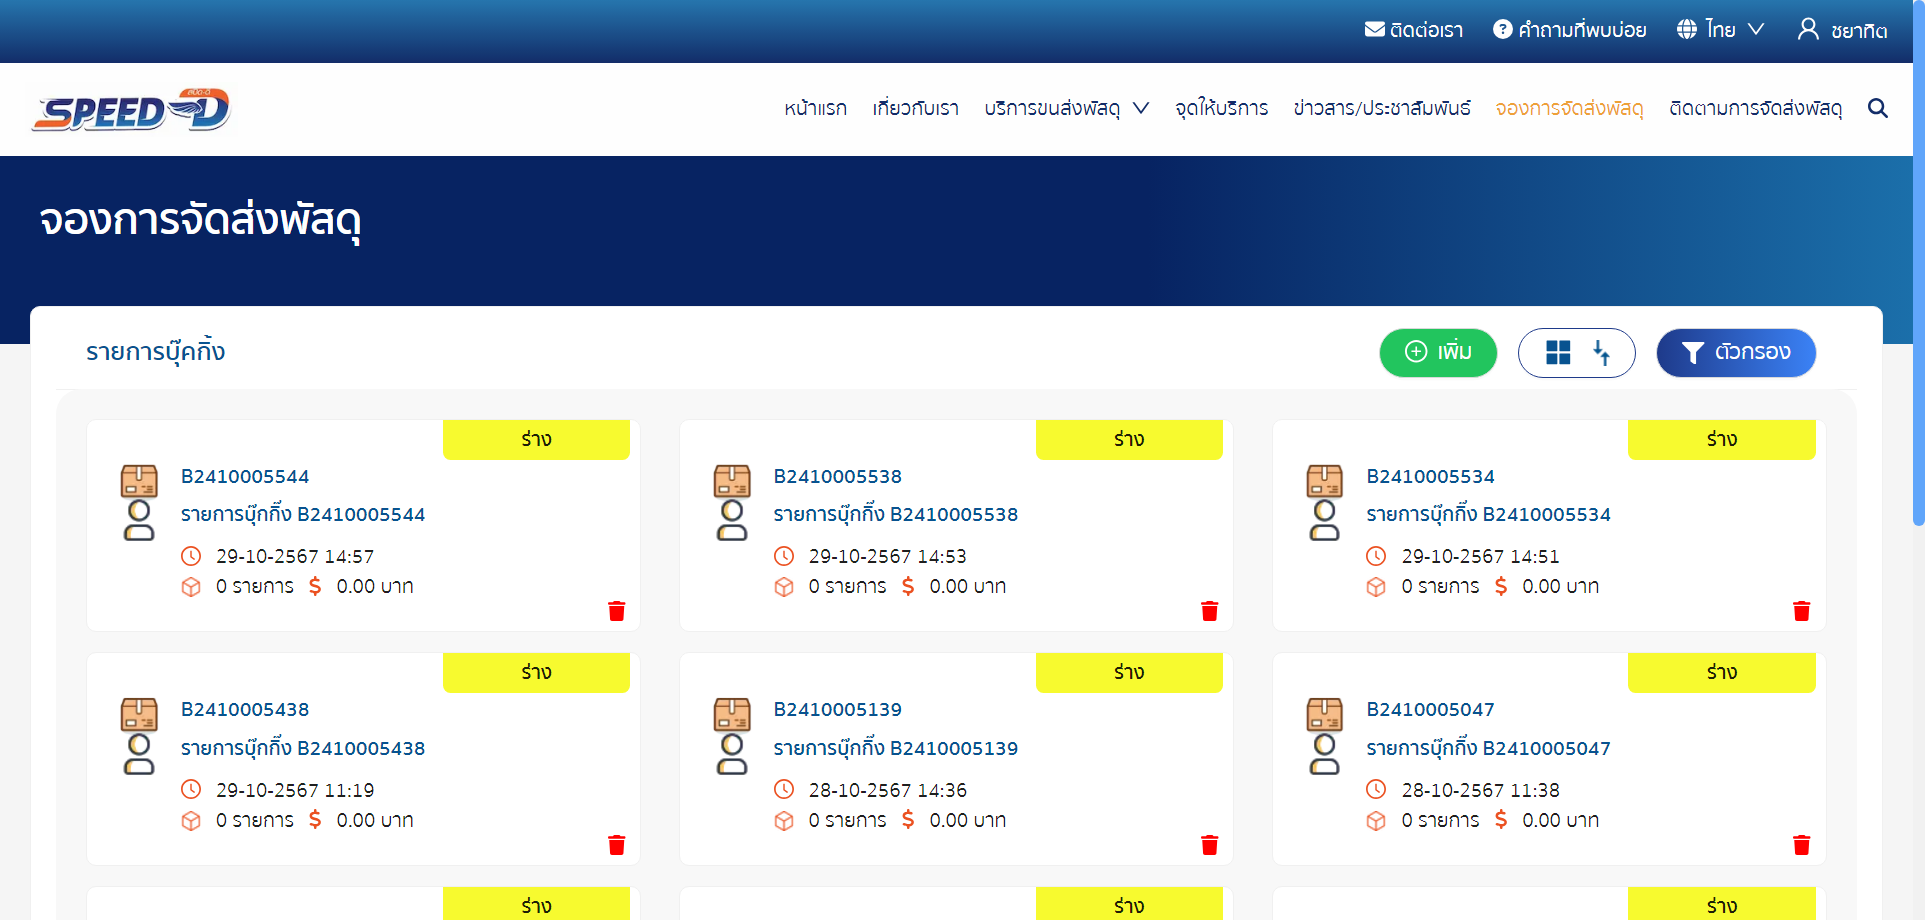 ติดต่อเรา คำถามที่พบบ่อย ไทย ชยาทิต
สปีด-ดี
SPEED-D หน้าแรก เกี่ยวกับเรา บริการขนส่งพัสดุ จุดให้บริการ ข่าวสาร/ประชาสัมพันธ์ จองการจัดส่งพัสดุ ติดตามการจัดส่งพัสดุ
จองการจัดส่งพัสดุ
รายการบุ๊คกิ้ง เพิ่ม ตัวกรอง
ร่าง ร่าง ร่าง
B2410005544 B2410005538 B2410005534
รายการบุ๊กกิ๊ง B2410005544 รายการบุ๊กกิ๊ง B2410005538 รายการบุ๊กกิ๊ง B2410005534
29-10-2567 14:57 29-10-2567 14:53 29-10-2567 14:51
0 รายการ $ 0.00 บาท 0 รายการ $ 0.00 บาท 0 รายการ $ 0.00 บาท
ร่าง ร่าง ร่าง
B2410005438 B2410005139 B2410005047
รายการบุ๊กกิ๊ง B2410005438 รายการบุ๊กกิ๊ง B2410005139 รายการบุ๊กกิ๊ง B2410005047
29-10-2567 11:19 28-10-2567 14:36 28-10-2567 11:38
0 รายการ $ 0.00 บาท 0 รายการ $ 0.00 บาท 0 รายการ $ 0.00 บาท
ร่าง ร่าง ร่าง